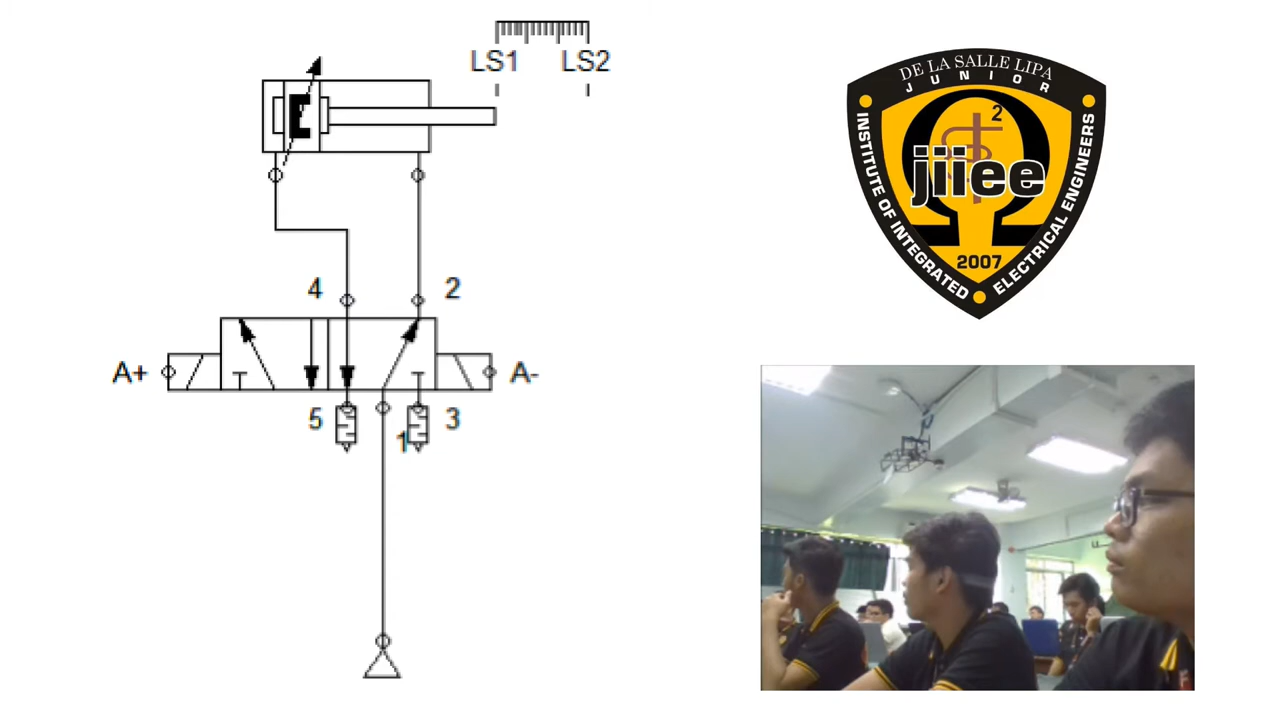 LS1 LS2
4 2
A+ A-
5 1 3
DE LA SALLE LIPA
JUNIOR
2
jiiee
INSTITUTE OF INTEGRATED
ELECTRICAL ENGINEERS
2007